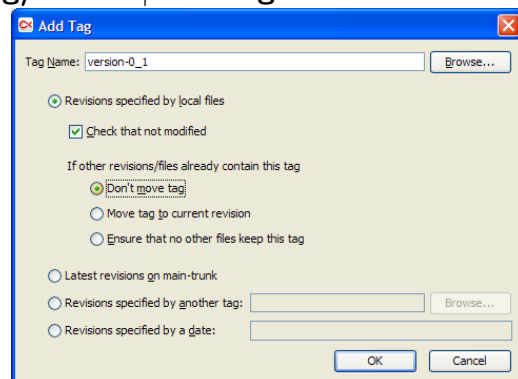 Add Tag
Tag Name: version-0_1 Browse...
Revisions specified by local files
Check that not modified
If other revisions/files already contain this tag
Don't move tag
Move tag to current revision
Ensure that no other files keep this tag
Latest revisions on main-trunk
Revisions specified by another tag: Browse...
Revisions specified by a date:
OK Cancel